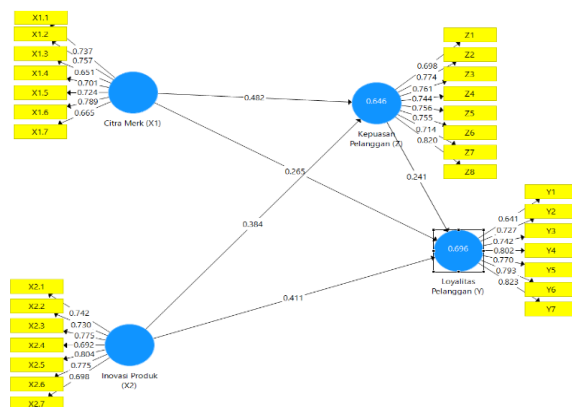 X1.1
X1.2
X1.3
X1.4
X1.5
X1.6
X1.7
0.737
0.757
0.651
0.701
0.724
0.789
0.665
Citra Merk (X1)
0.482
0.265
0.384
0.411
0.241
0.646
Kepuasan
Pelanggan (Z)
0.698
0.774
0.761
0.744
0.756
0.755
0.714
0.820
Z1
Z2
Z3
Z4
Z5
Z6
Z7
Z8
0.696
Loyalitas
Pelanggan (Y)
0.641
0.727
0.742
0.802
0.770
0.793
0.823
Y1
Y2
Y3
Y4
Y5
Y6
Y7
X2.1
X2.2
X2.3
X2.4
X2.5
X2.6
X2.7
0.742
0.730
0.775
0.692
0.804
0.775
0.698
Inovasi Produk
(X2)